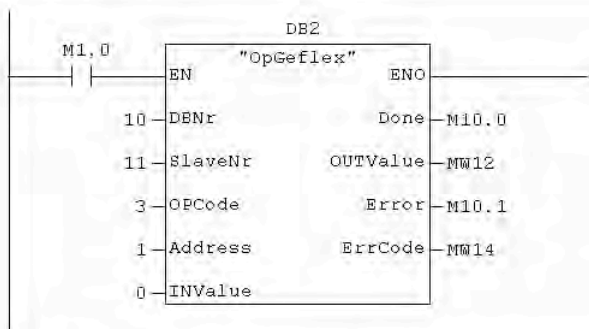 DB2
M1.0
"OpGeflex"
EN ENO
10 DBNr Done M10.0
11 SlaveNr OUTValue MW12
3 OPCode Error M10.1
1 Address ErrCode MW14
0 INValue